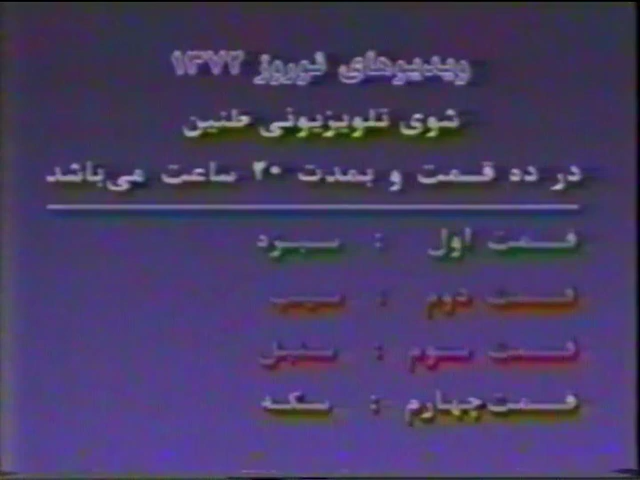 ویدیوهای نوروز ۱۳۷۲
شوی تلویزیونی طنین
در ده قسمت و بمدت ۲۰ ساعت می‌باشد
قسمت اول : سبزه
قسمت دوم : سیب
قسمت سوم : سنبل
قسمت چهارم : سکه